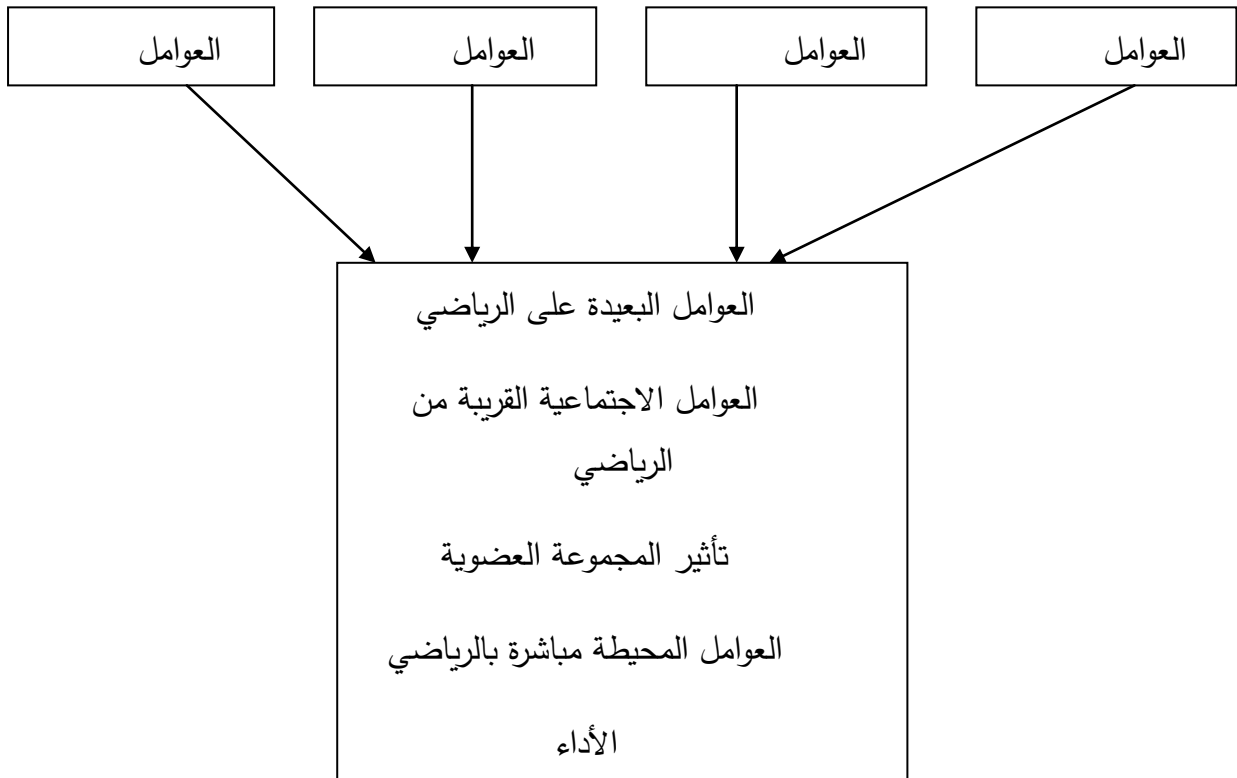 العوامل
العوامل
العوامل
العوامل
العوامل البعيدة على الرياضي
العوامل الاجتماعية القريبة من
الرياضي
تأثير المجموعة العضوية
العوامل المحيطة مباشرة بالرياضي
الأداء